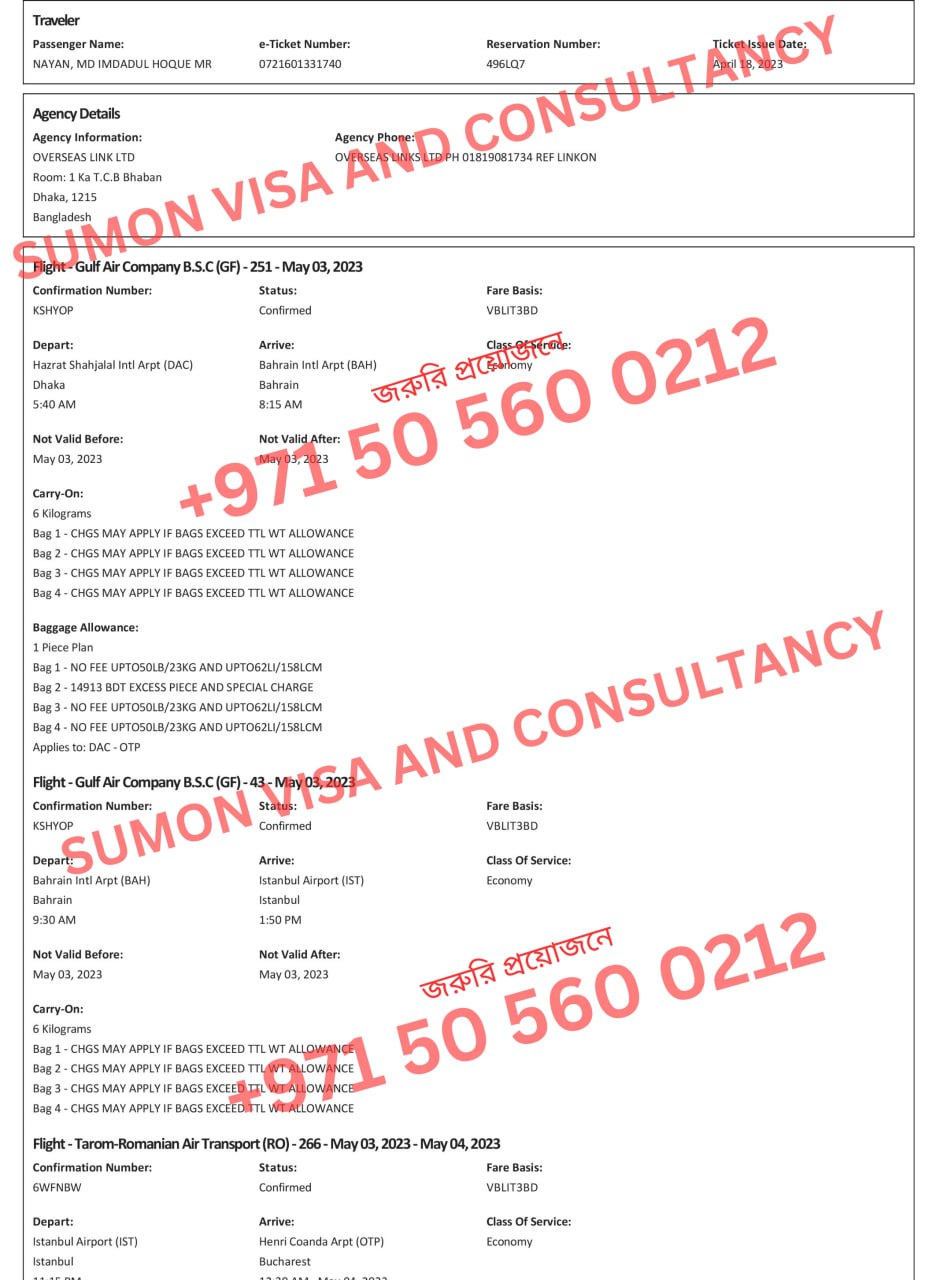 Traveler
Passenger Name: e-Ticket Number: Reservation Number: Ticket Issue Date:
NAYAN, MD IMDADUL HOQUE MR 0721601331740 496LQ7 April 18, 2023
SUMON VISA AND CONSULTANCY
Agency Details
Agency Information: Agency Phone:
OVERSEAS LINK LTD OVERSEAS LINKS LTD PH 01819081734 REF LINKON
Room: 1 Ka T.C.B Bhaban
Dhaka, 1215
Bangladesh
Flight - Gulf Air Company B.S.C (GF) - 251 - May 03, 2023
Confirmation Number: Status: Fare Basis:
KSHYOP Confirmed VBLIT3BD
Depart: Arrive: Class Of Service:
Hazrat Shahjalal Intl Arpt (DAC) Bahrain Intl Arpt (BAH) Economy
Dhaka Bahrain
5:40 AM 8:15 AM
জরুরি প্রয়োজনে
+971 50 560 0212
Not Valid Before: Not Valid After:
May 03, 2023 May 03, 2023
Carry-On:
6 Kilograms
Bag 1 - CHGS MAY APPLY IF BAGS EXCEED TTL WT ALLOWANCE
Bag 2 - CHGS MAY APPLY IF BAGS EXCEED TTL WT ALLOWANCE
Bag 3 - CHGS MAY APPLY IF BAGS EXCEED TTL WT ALLOWANCE
Bag 4 - CHGS MAY APPLY IF BAGS EXCEED TTL WT ALLOWANCE
Baggage Allowance:
1 Piece Plan
Bag 1 - NO FEE UPTO50LB/23KG AND UPTO62LI/158LCM
Bag 2 - 14913 BDT EXCESS PIECE AND SPECIAL CHARGE
Bag 3 - NO FEE UPTO50LB/23KG AND UPTO62LI/158LCM
Bag 4 - NO FEE UPTO50LB/23KG AND UPTO62LI/158LCM
Applies to: DAC - OTP
SUMON VISA AND CONSULTANCY
Flight - Gulf Air Company B.S.C (GF) - 43 - May 03, 2023
Confirmation Number: Status: Fare Basis:
KSHYOP Confirmed VBLIT3BD
Depart: Arrive: Class Of Service:
Bahrain Intl Arpt (BAH) Istanbul Airport (IST) Economy
Bahrain Istanbul
9:30 AM 1:50 PM
Not Valid Before: Not Valid After:
May 03, 2023 May 03, 2023
জরুরি প্রয়োজনে
+971 50 560 0212
Carry-On:
6 Kilograms
Bag 1 - CHGS MAY APPLY IF BAGS EXCEED TTL WT ALLOWANCE
Bag 2 - CHGS MAY APPLY IF BAGS EXCEED TTL WT ALLOWANCE
Bag 3 - CHGS MAY APPLY IF BAGS EXCEED TTL WT ALLOWANCE
Bag 4 - CHGS MAY APPLY IF BAGS EXCEED TTL WT ALLOWANCE
Flight - Tarom-Romanian Air Transport (RO) - 266 - May 03, 2023 - May 04, 2023
Confirmation Number: Status: Fare Basis:
6WFNBW Confirmed VBLIT3BD
Depart: Arrive: Class Of Service:
Istanbul Airport (IST) Henri Coanda Arpt (OTP) Economy
Istanbul Bucharest